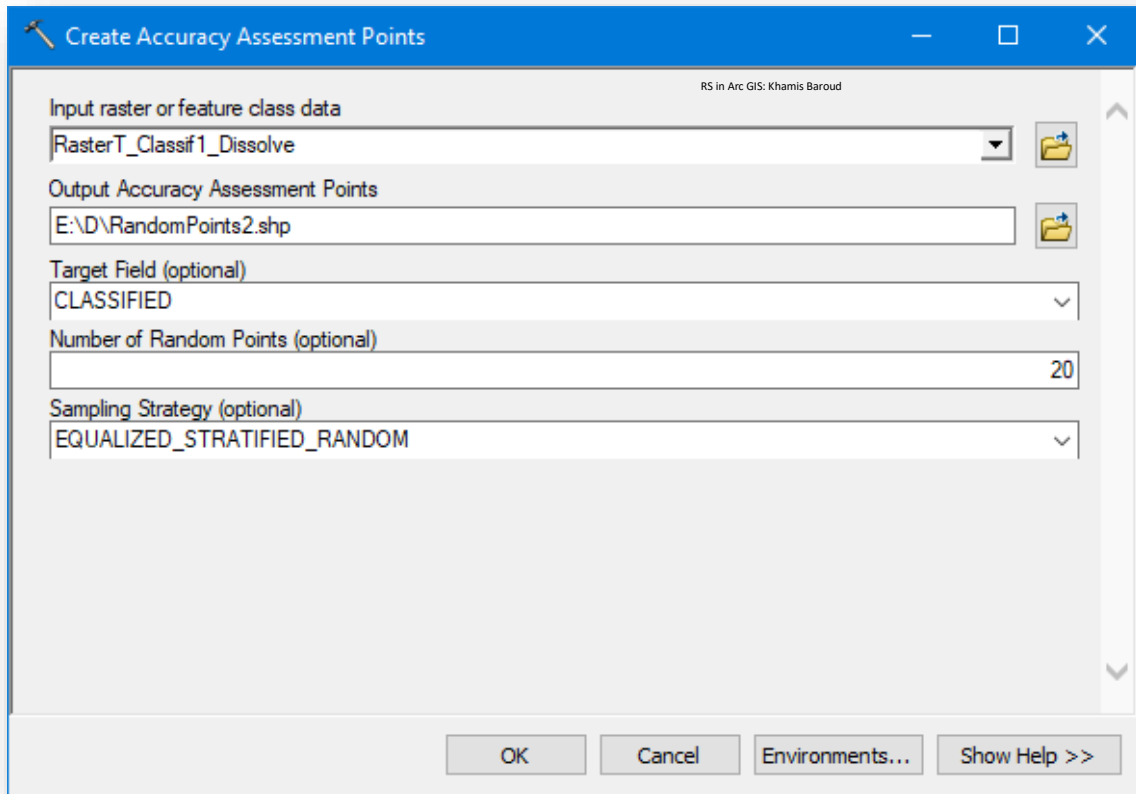 Create Accuracy Assessment Points
RS in Arc GIS: Khamis Baroud
Input raster or feature class data
RasterT_Classif1_Dissolve
Output Accuracy Assessment Points
E:\D\RandomPoints2.shp
Target Field (optional)
CLASSIFIED
Number of Random Points (optional)
20
Sampling Strategy (optional)
EQUALIZED_STRATIFIED_RANDOM
OK Cancel Environments... Show Help >>